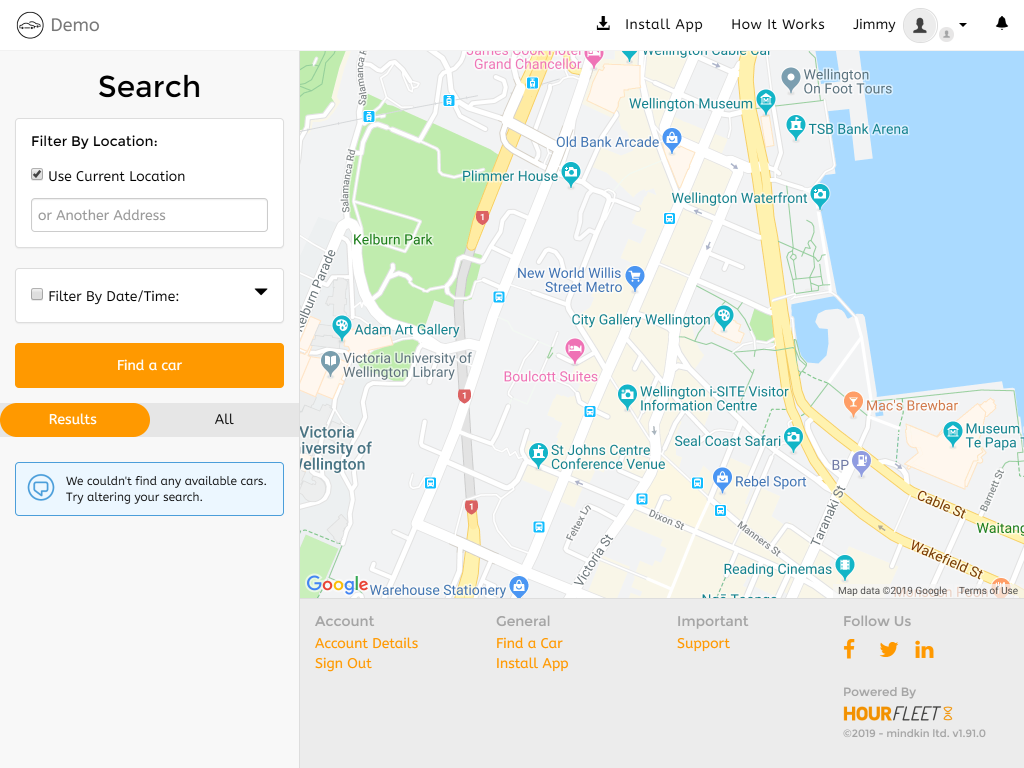 Demo
Install App
How It Works
Jimmy
Search
Filter By Location:
Use Current Location
or Another Address
Filter By Date/Time:
Find a car
Results
All
We couldn't find any available cars.
Try altering your search.
James Cook Hotel
Grand Chancellor
Wellington Cable Car
Wellington
On Foot Tours
Wellington Museum
TSB Bank Arena
Old Bank Arcade
Plimmer House
Wellington Waterfront
Salamanca Rd
Salamanca Rd
Kelburn Park
Kelburn Parade
1
New World Willis
Street Metro
City Gallery Wellington
Adam Art Gallery
Victoria University of
Wellington Library
Boulcott Suites
1
Wellington i-SITE Visitor
Information Centre
Mac's Brewbar
Museum
Te Papa T
Victoria
niversity of
Wellington
St Johns Centre
Conference Venue
Seal Coast Safari
BP
Rebel Sport
1
Dixon St
Feltex Ln
Manners St
Taranaki St
Cable St
Barnett St
Waitang
Victoria St
Wakefield St
Reading Cinemas
Google
Warehouse Stationery
Map data ©2019 Google
Terms of Use
Account
Account Details
Sign Out
General
Find a Car
Install App
Important
Support
Follow Us
Powered By
HOURFLEET
©2019 - mindkin ltd. v1.91.0